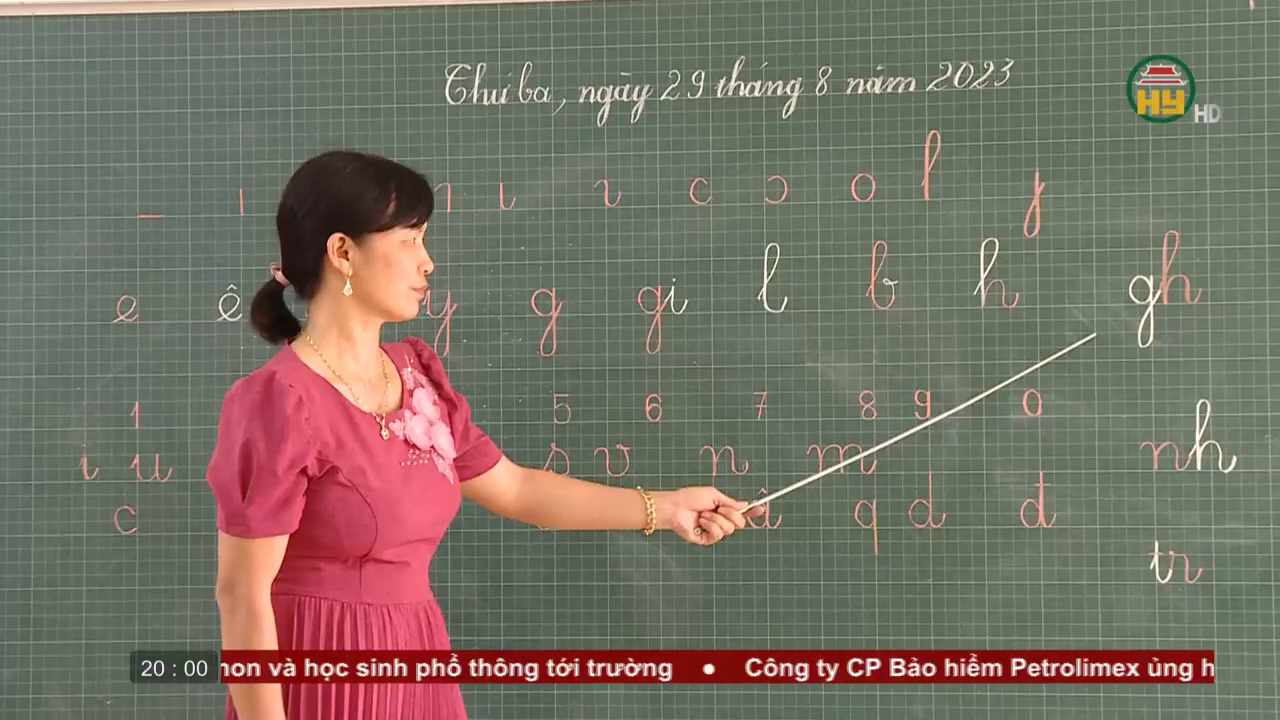 Thứ ba, ngày 29 tháng 8 năm 2023
HY HD
c ɔ o
e ê y g gi l b h gh
1 5 6 7 8 9 0
i u s v n m nh
c â q d đ
tr
20 : 00 non và học sinh phổ thông tới trường ● Công ty CP Bảo hiểm Petrolimex ủng h